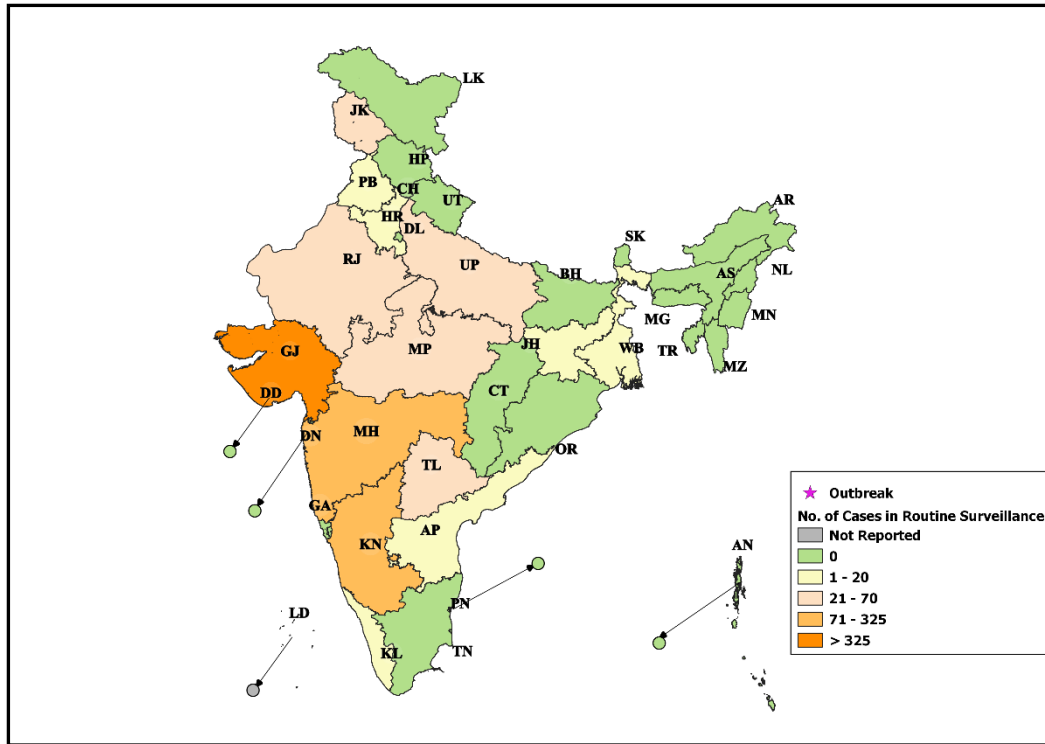 LK
JK
HP
PB
CH
UT
AR
HR
DL
SK
RJ
UP
BH
AS
NL
MG
MN
GJ
MP
JH
WB
TR
MZ
DD
CT
DN
MH
OR
TL
GA
AP
KN
AN
PN
LD
KL
TN
Outbreak
No. of Cases in Routine Surveillance
Not Reported
0
1 - 20
21 - 70
71 - 325
> 325